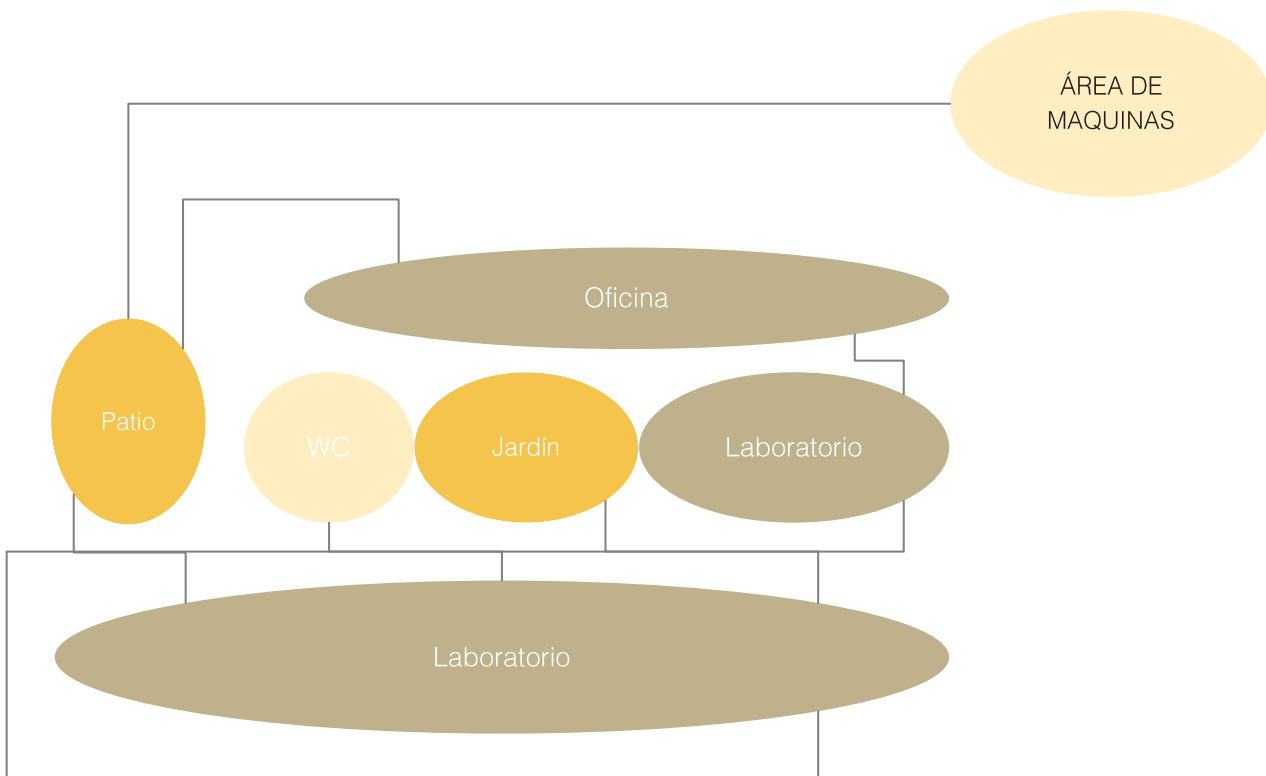 ÁREA DE
MAQUINAS
Oficina
Patio
WC
Jardín
Laboratorio
Laboratorio